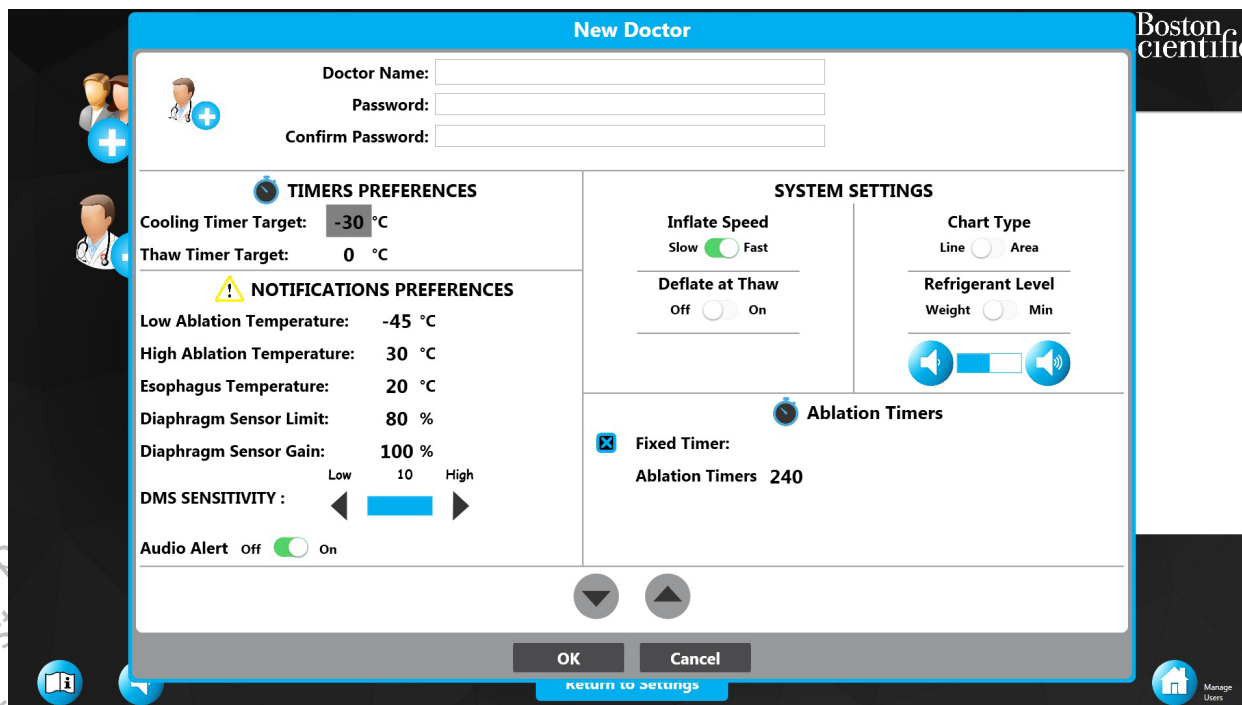 New Doctor
Boston
cientific
Doctor Name:
Password:
Confirm Password:
TIMERS PREFERENCES
Cooling Timer Target: -30 °C
Thaw Timer Target: 0 °C
NOTIFICATIONS PREFERENCES
Low Ablation Temperature: -45 °C
High Ablation Temperature: 30 °C
Esophagus Temperature: 20 °C
Diaphragm Sensor Limit: 80 %
Diaphragm Sensor Gain: 100 %
Low 10 High
DMS SENSITIVITY :
Audio Alert Off On
SYSTEM SETTINGS
Inflate Speed
Slow Fast
Deflate at Thaw
Off On
Chart Type
Line Area
Refrigerant Level
Weight Min
Ablation Timers
Fixed Timer:
Ablation Timers 240
OK Cancel
Return to Settings
Manage
Users